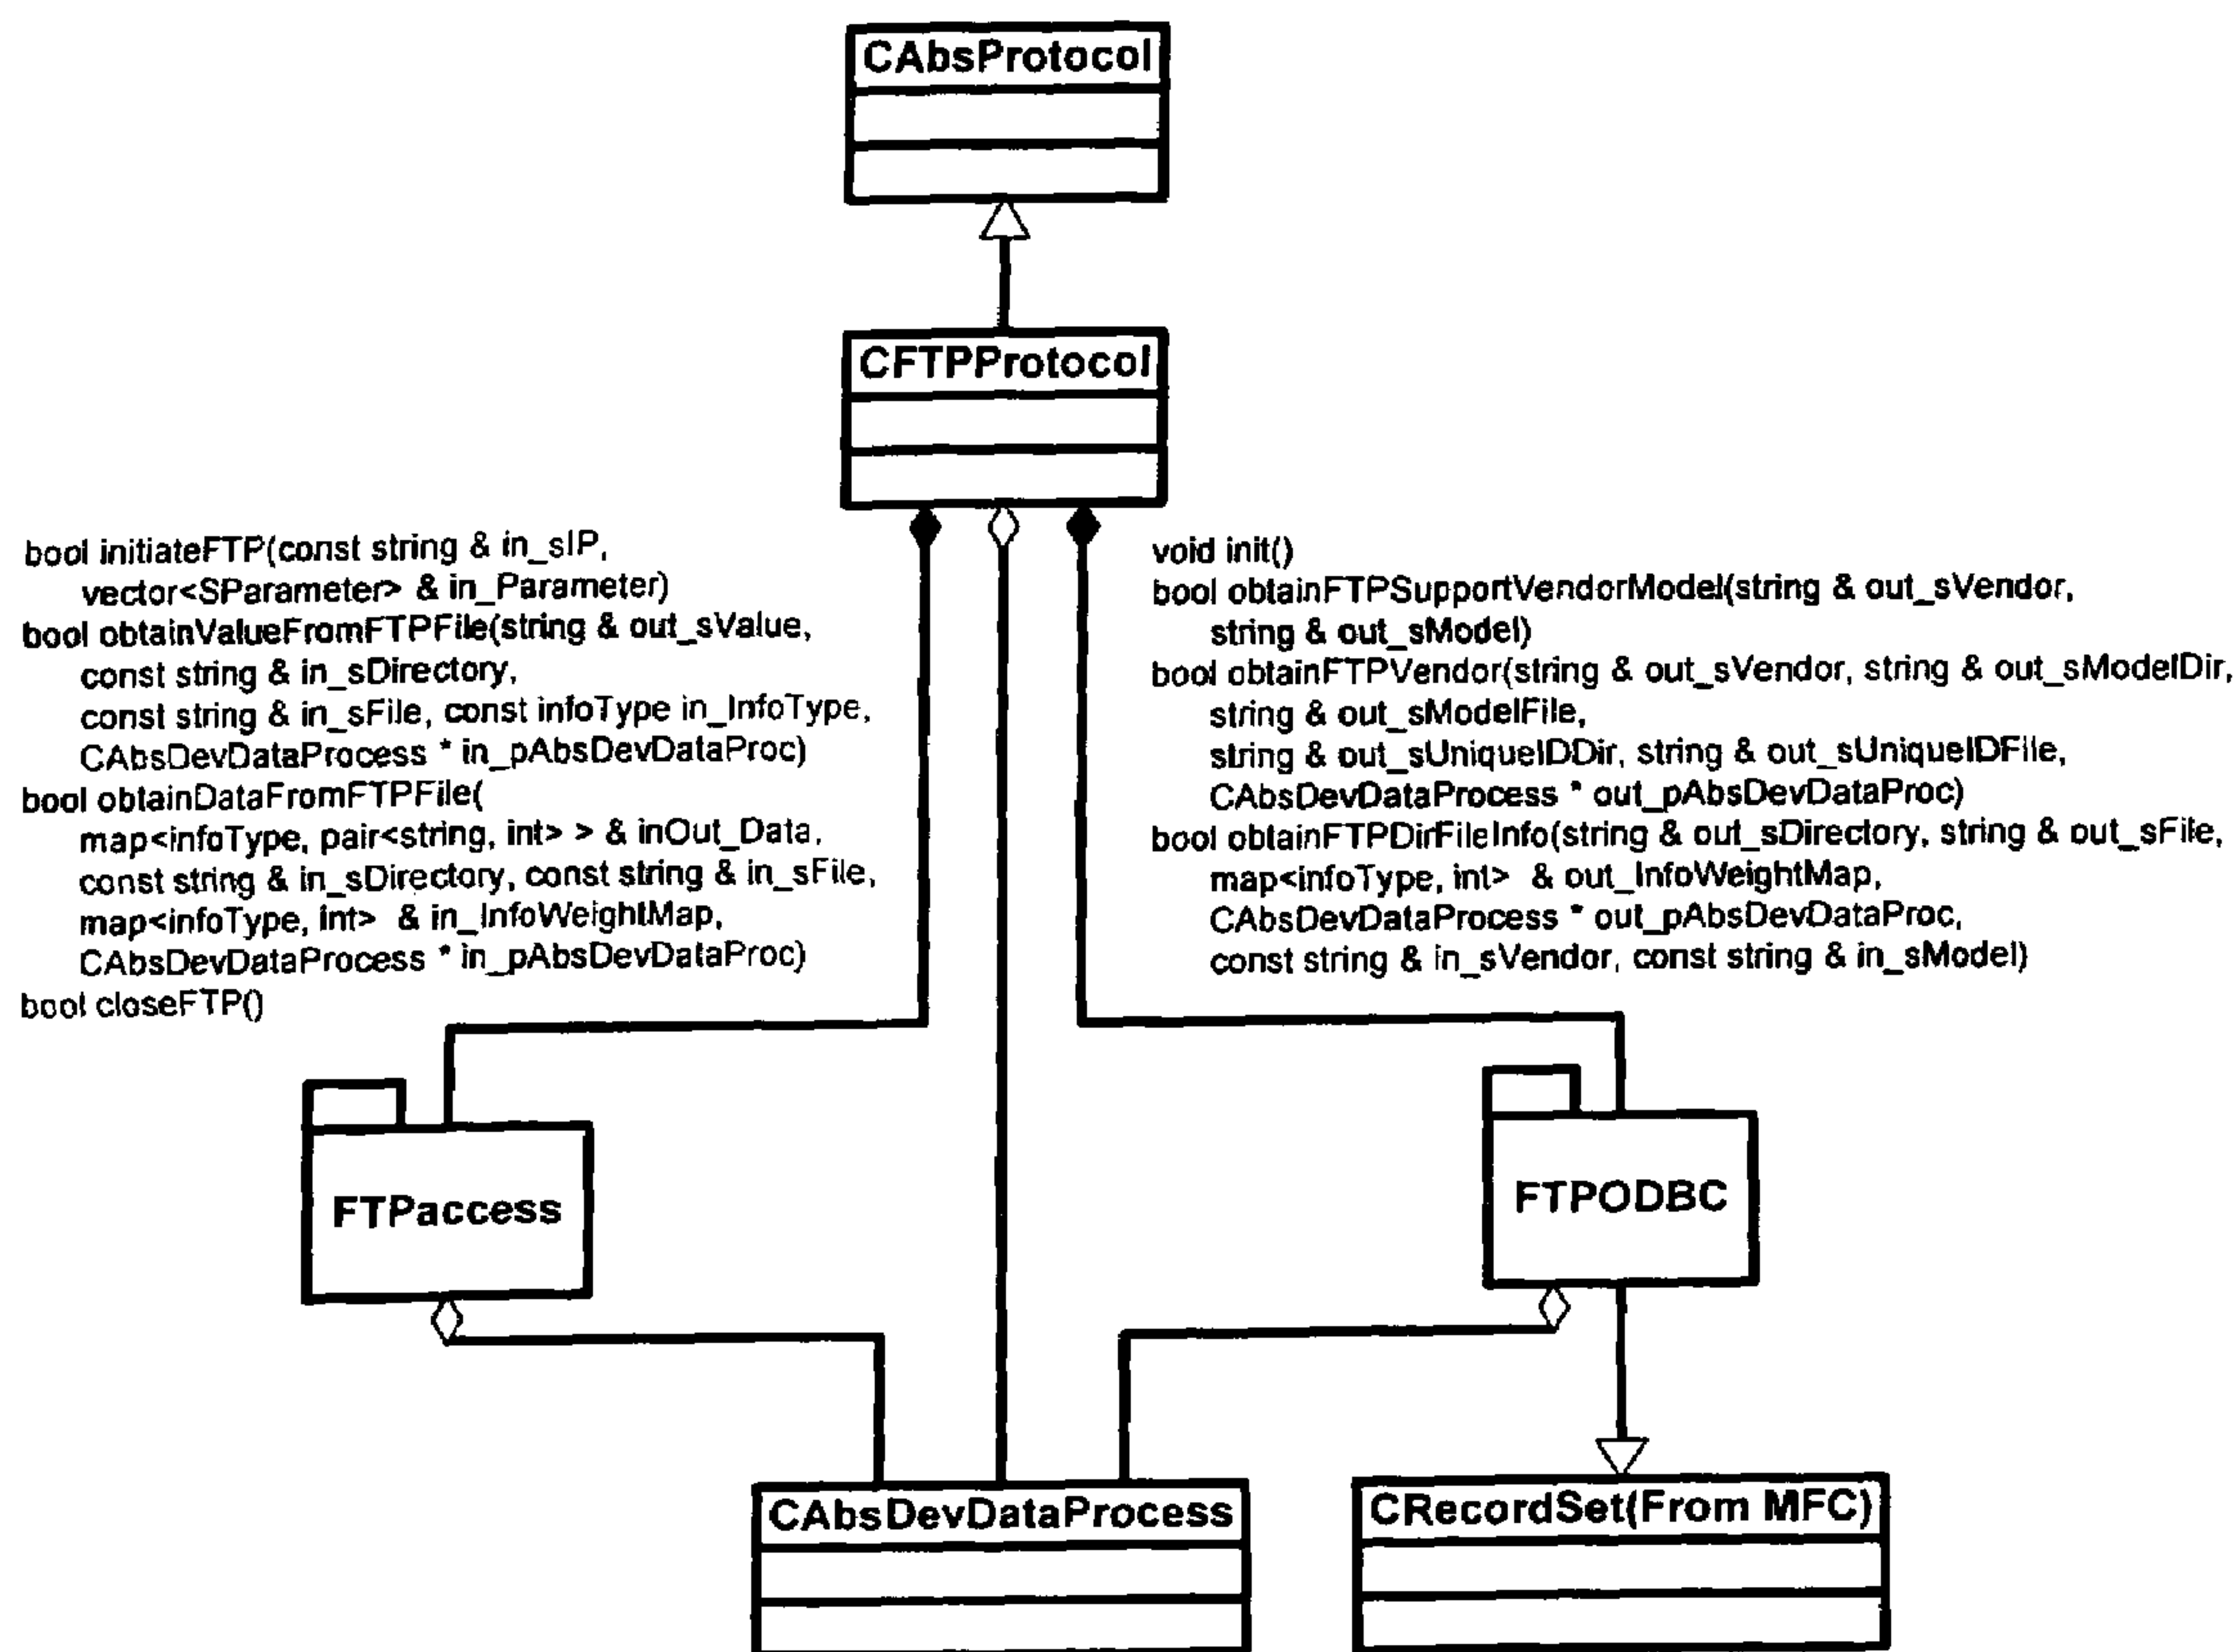 CAbsProtocol
CFTPProtocol
bool initiateFTP(const string & in_sIP,
vector<SParameter> & in_Parameter)
bool obtainValueFromFTPFile(string & out_sValue,
const string & in_sDirectory,
const string & in_sFile, const infoType in_InfoType,
CAbsDevDataProcess * in_pAbsDevDataProc)
bool obtainDataFromFTPFile(
map<infoType, pair<string, int> > & inOut_Data,
const string & in_sDirectory, const string & in_sFile,
map<infoType, int> & in_InfoWeightMap,
CAbsDevDataProcess * in_pAbsDevDataProc)
bool closeFTP()
void init()
bool obtainFTPSupportVendorModel(string & out_sVendor,
string & out_sModel)
bool obtainFTPVendor(string & out_sVendor, string & out_sModelDir,
string & out_sModelFile,
string & out_sUniqueIDDir, string & out_sUniqueIDFile,
CAbsDevDataProcess * out_pAbsDevDataProc)
bool obtainFTPDirFileInfo(string & out_sDirectory, string & out_sFile,
map<infoType, int> & out_InfoWeightMap,
CAbsDevDataProcess * out_pAbsDevDataProc,
const string & in_sVendor, const string & in_sModel)
FTPaccess
FTPODBC
CAbsDevDataProcess
CRecordSet(From MFC)